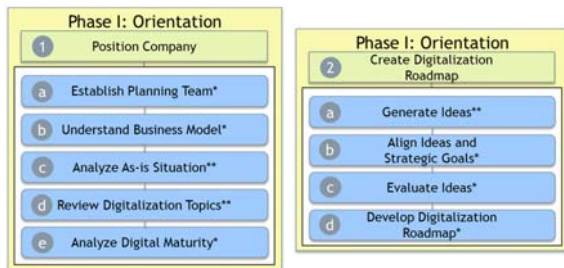 Phase I: Orientation
1 Position Company
a Establish Planning Team*
b Understand Business Model*
c Analyze As-is Situation**
d Review Digitalization Topics**
e Analyze Digital Maturity*
Phase I: Orientation
2 Create Digitalization
Roadmap
a Generate Ideas**
b Align Ideas and
Strategic Goals*
c Evaluate Ideas*
d Develop Digitalization
Roadmap*